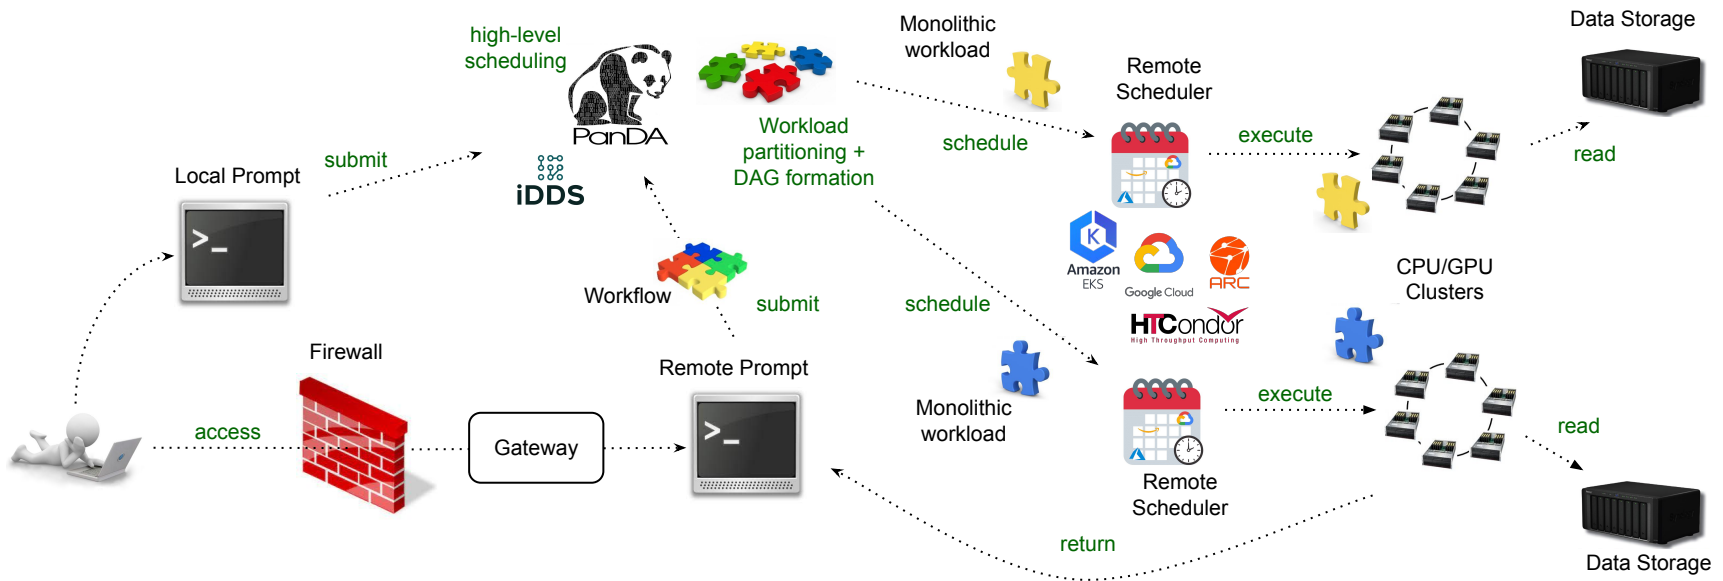 high-level
scheduling
PanDA
iDDS
Workload
partitioning +
DAG formation
Monolithic
workload
Remote
Scheduler
Data Storage
submit
Local Prompt
>_
schedule
execute
read
Workflow
submit
Amazon
EKS
Google Cloud
ARC
HTCondor
High Throughput Computing
CPU/GPU
Clusters
schedule
Firewall
Remote Prompt
>_
access
Gateway
Monolithic
workload
execute
read
Remote
Scheduler
return
Data Storage